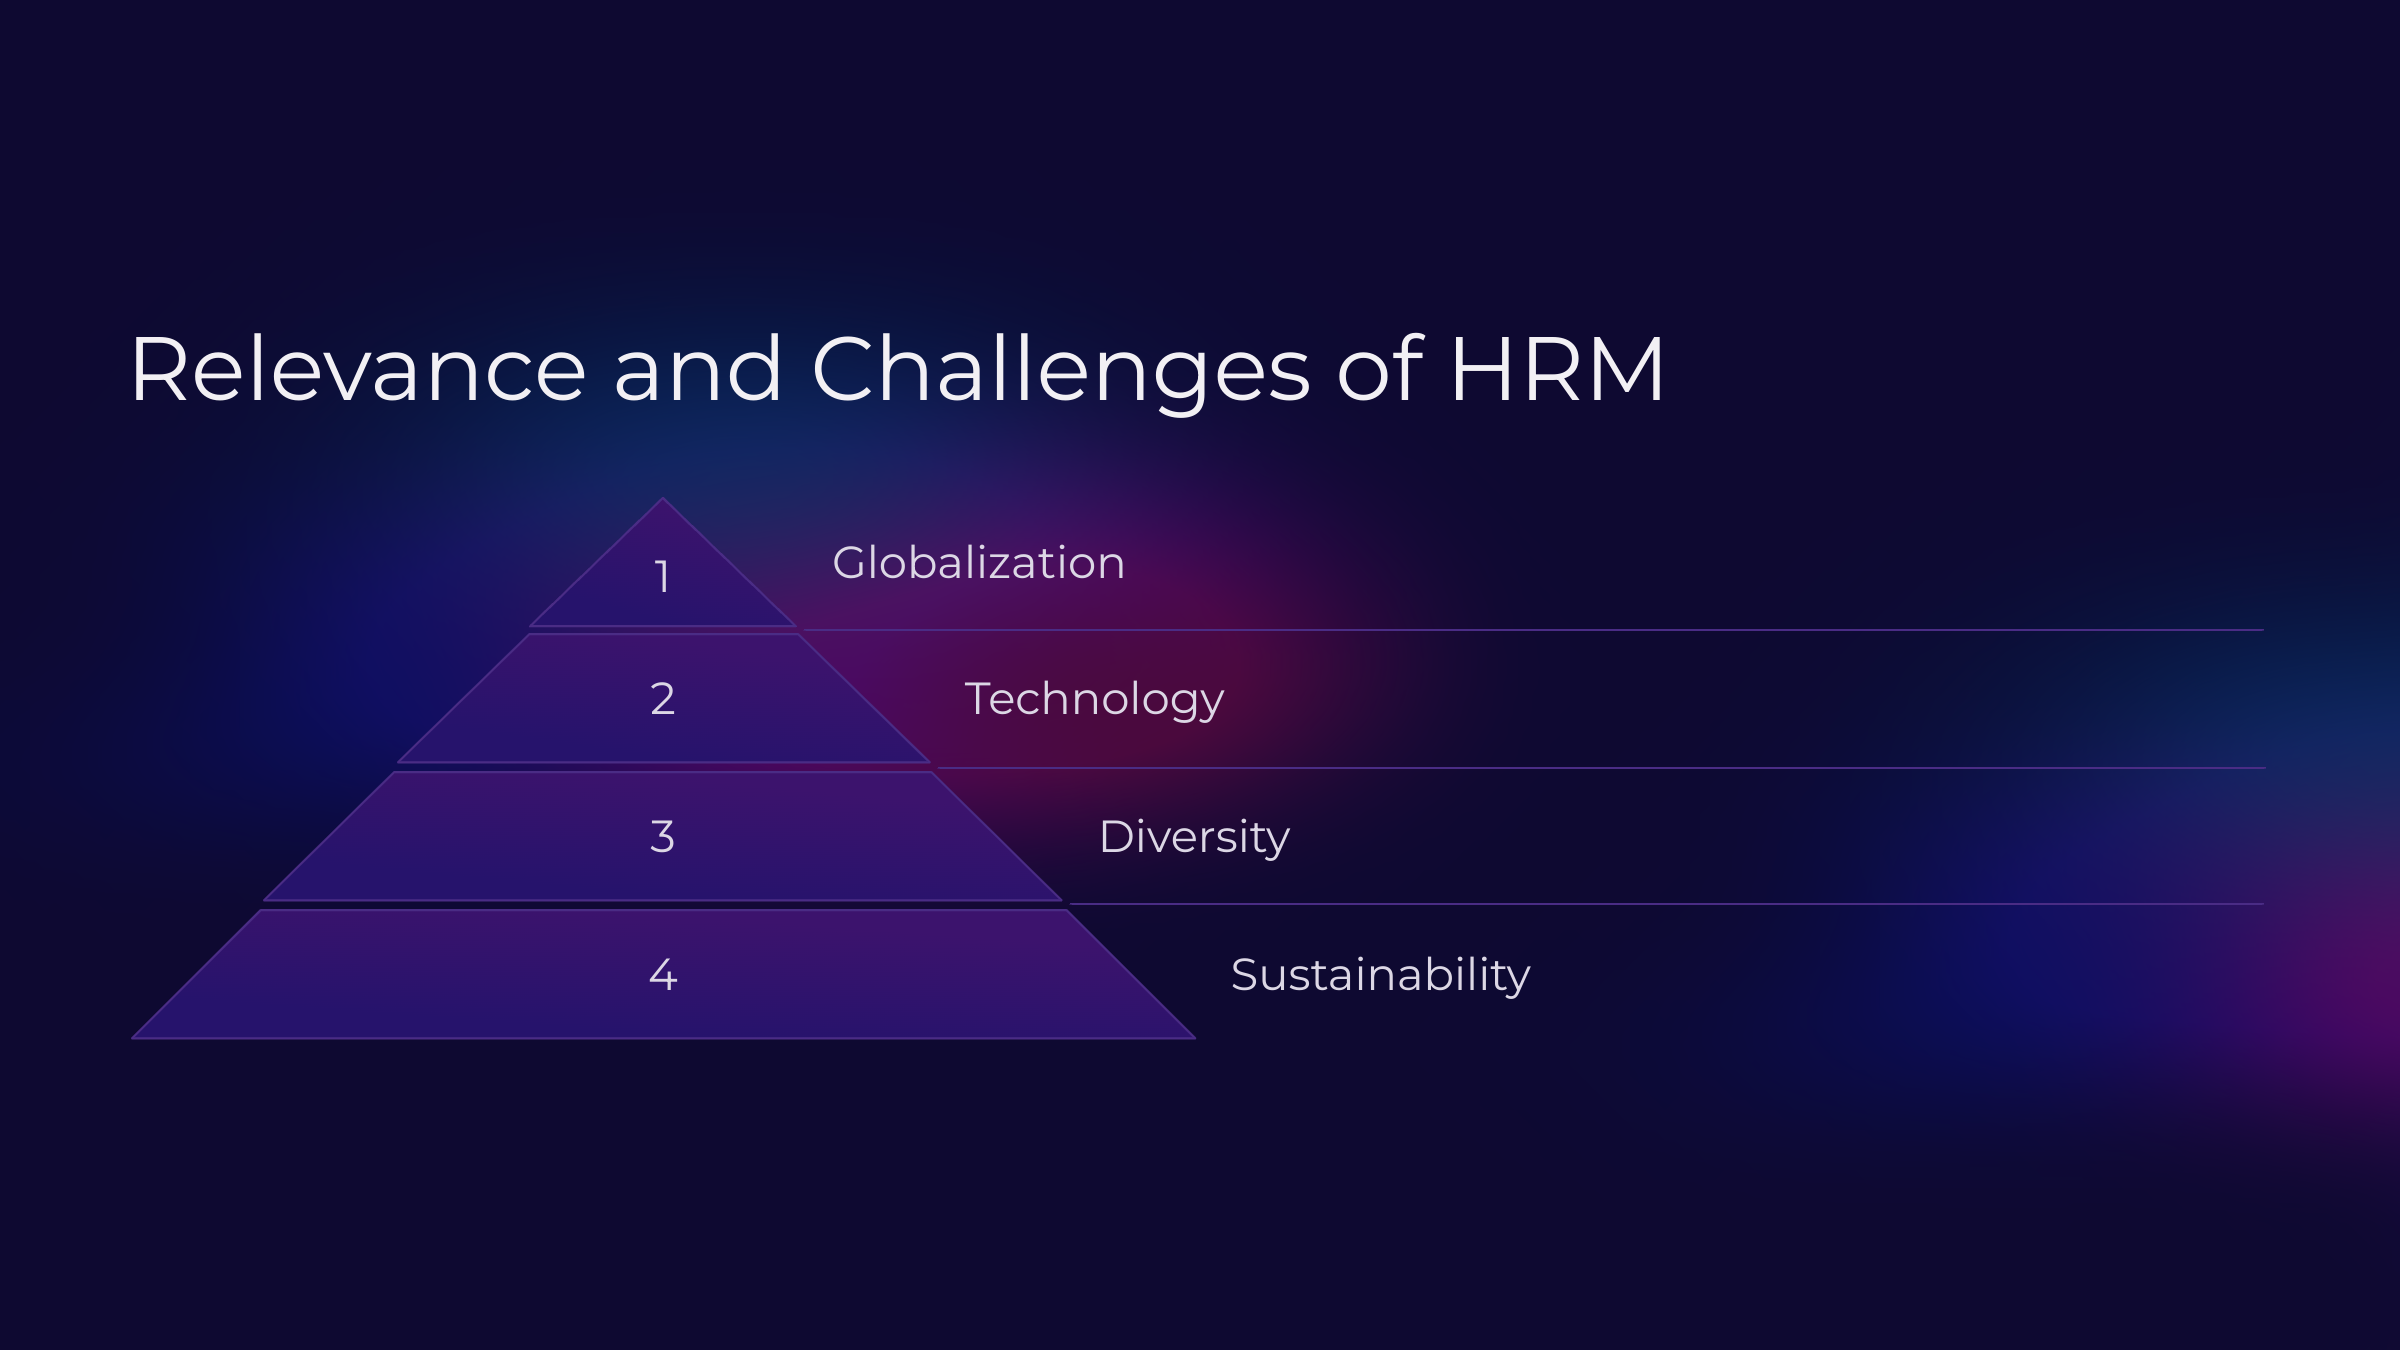 Relevance and Challenges of HRM
1 Globalization
2 Technology
3 Diversity
4 Sustainability